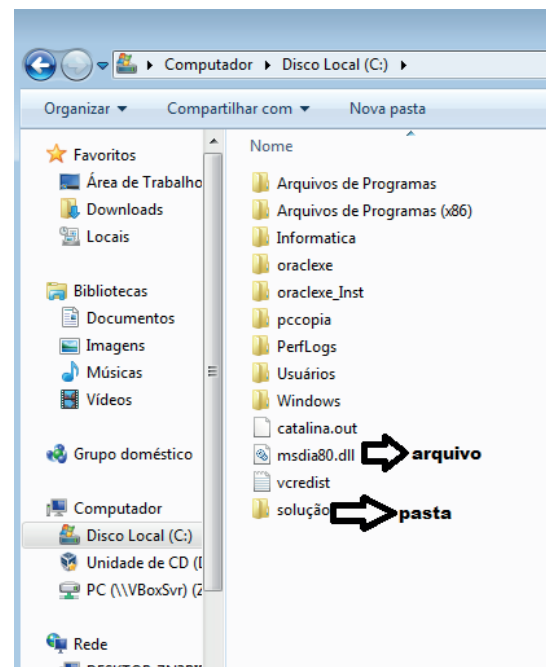 Computador Disco Local (C:)
Organizar Compartilhar com Nova pasta
Favoritos
Área de Trabalho
Downloads
Locais
Bibliotecas
Documentos
Imagens
Músicas
Vídeos
Grupo doméstico
Computador
Disco Local (C:)
Unidade de CD (
PC (\\VBoxSvr) (
Rede
Nome
Arquivos de Programas
Arquivos de Programas (x86)
Informatica
oraclexe
oraclexe_Inst
pccopia
PerfLogs
Usuários
Windows
catalina.out
msdia80.dll arquivo
vcredist
solução pasta